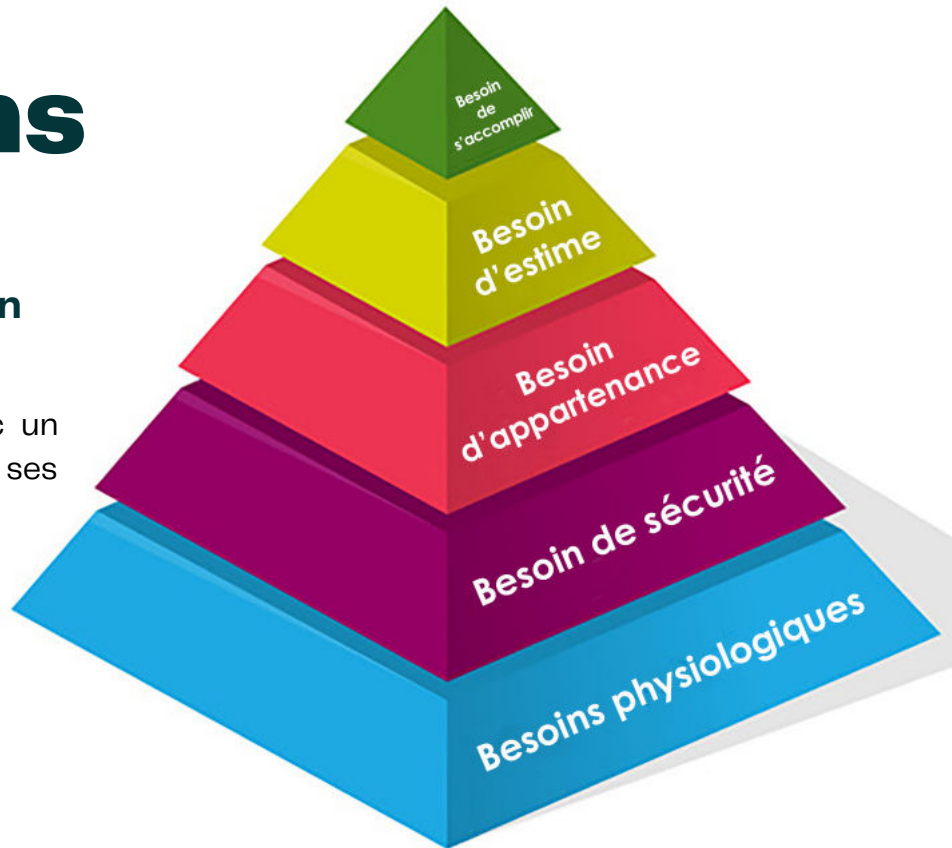 ns
n
c un
ses
Besoin
de
s'accomplir
Besoin
d'estime
Besoin
d'appartenance
Besoin de sécurité
Besoins physiologiques